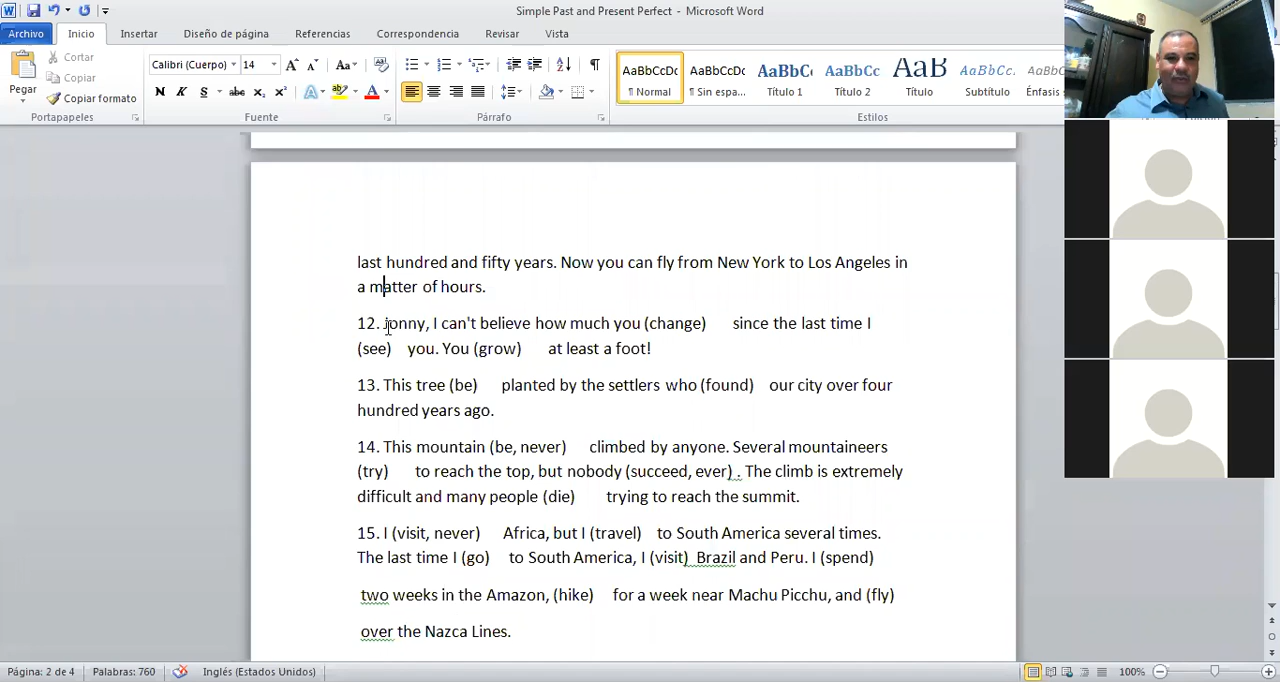 Simple Past and Present Perfect - Microsoft Word
Archivo Inicio Insertar Diseño de página Referencias Correspondencia Revisar Vista
Pegar
Cortar
Copiar
Copiar formato
Portapapeles
Calibri (Cuerpo) 14
N K S abc x₂ x²
Fuente
Párrafo
AaBbCcDc AaBbCcDc AaBbC AaBbCc AaB AaBbCc
¶ Normal ¶ Sin espa... Título 1 Título 2 Título Subtítulo Énfasis
Estilos
last hundred and fifty years. Now you can fly from New York to Los Angeles in
a matter of hours.
12. Jonny, I can't believe how much you (change) since the last time I
(see) you. You (grow) at least a foot!
13. This tree (be) planted by the settlers who (found) our city over four
hundred years ago.
14. This mountain (be, never) climbed by anyone. Several mountaineers
(try) to reach the top, but nobody (succeed, ever) . The climb is extremely
difficult and many people (die) trying to reach the summit.
15. I (visit, never) Africa, but I (travel) to South America several times.
The last time I (go) to South America, I (visit) Brazil and Peru. I (spend)
two weeks in the Amazon, (hike) for a week near Machu Picchu, and (fly)
over the Nazca Lines.
Página: 2 de 4 Palabras: 760 Inglés (Estados Unidos) 100%